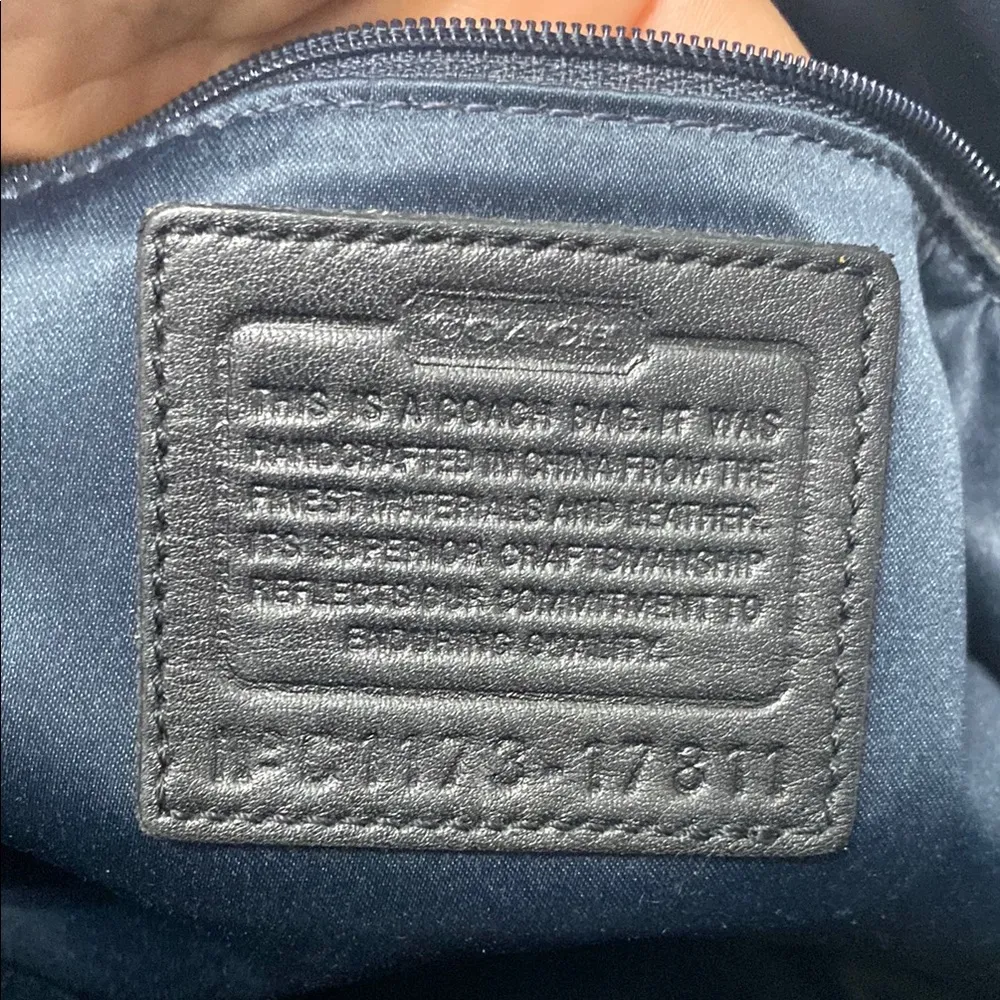 COACH
THIS IS A COACH BAG. IT WAS
HANDCRAFTED IN CHINA FROM THE
FINEST MATERIALS AND LEATHER.
ITS SUPERIOR CRAFTSMANSHIP
REFLECTS OUR COMMITMENT TO
ENDURING QUALITY.